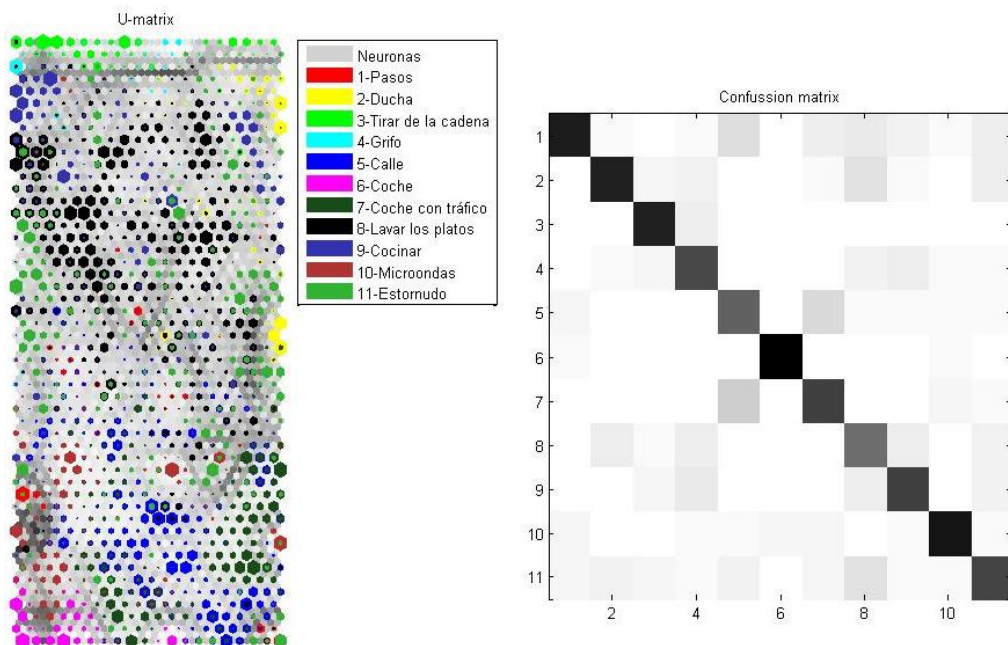 U-matrix
Neuronas
1-Pasos
2-Ducha
3-Tirar de la cadena
4-Grifo
5-Calle
6-Coche
7-Coche con tráfico
8-Lavar los platos
9-Cocinar
10-Microondas
11-Estornudo
Confussion matrix
1
2
3
4
5
6
7
8
9
10
11
2 4 6 8 10